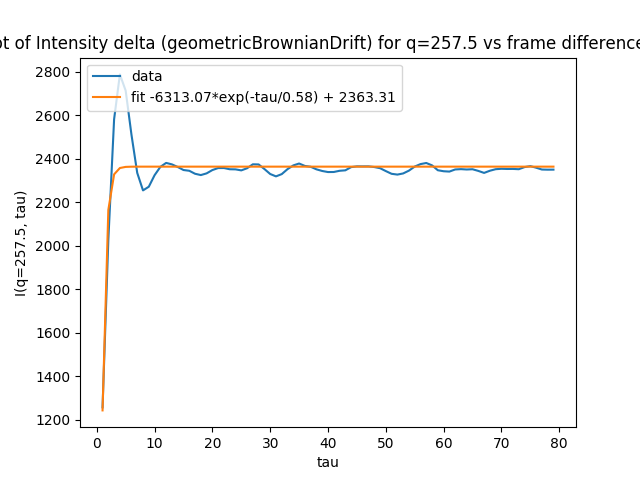 ot of Intensity delta (geometricBrownianDrift) for q=257.5 vs frame difference
data
fit -6313.07*exp(-tau/0.58) + 2363.31
I(q=257.5, tau)
2800
2600
2400
2200
2000
1800
1600
1400
1200
0 10 20 30 40 50 60 70 80
tau